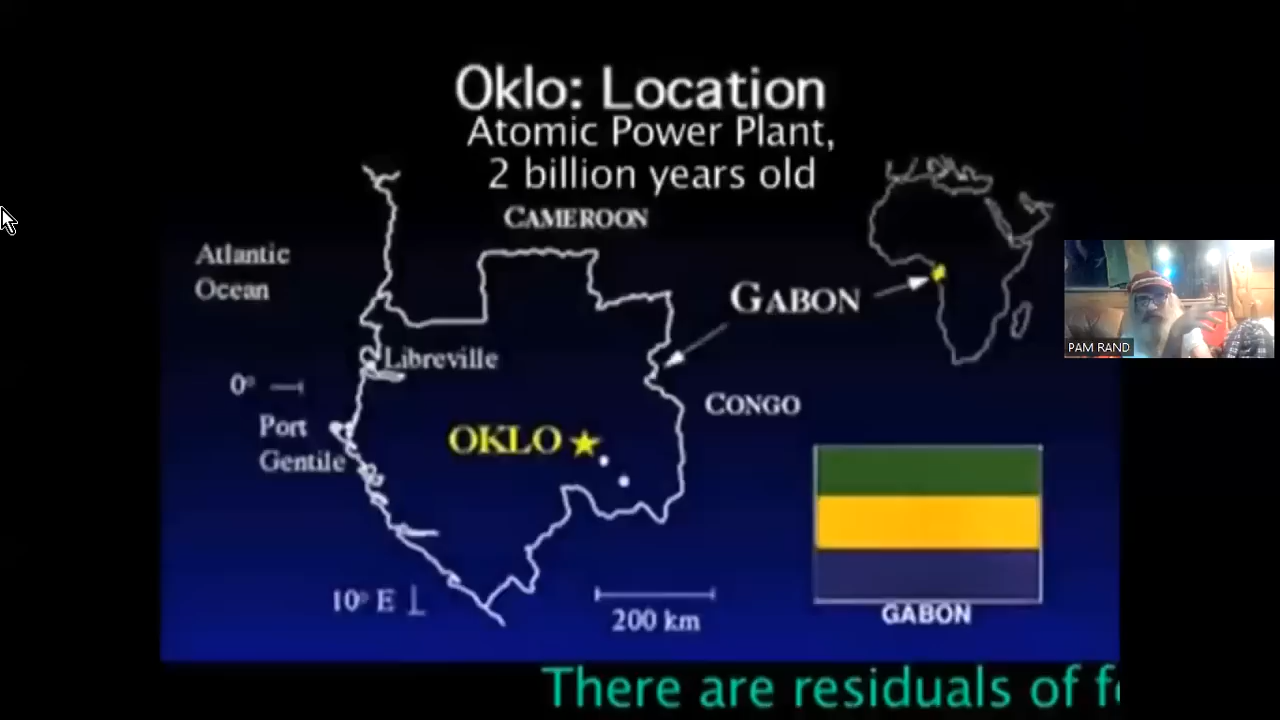 Oklo: Location
Atomic Power Plant,
2 billion years old
CAMEROON
Atlantic
Ocean
GABON
PAM RAND
Libreville
0°
CONGO
Port
Gentile
OKLO
10° E
200 km
GABON
There are residuals of